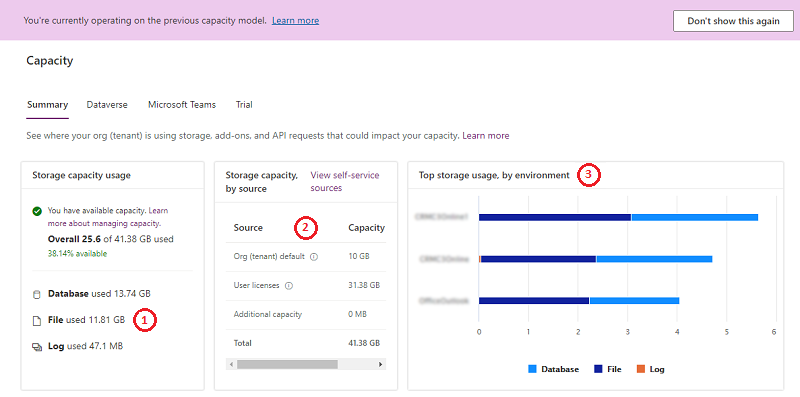 You're currently operating on the previous capacity model. Learn more
Don't show this again
Capacity
Summary Dataverse Microsoft Teams Trial
See where your org (tenant) is using storage, add-ons, and API requests that could impact your capacity. Learn more
Storage capacity usage
You have available capacity. Learn
more about managing capacity.
Overall 25.6 of 41.38 GB used
38.14% available
Database used 13.74 GB
File used 11.81 GB
1
Log used 47.1 MB
Storage capacity,
by source
View self-service
sources
2
Source Capacity
Org (tenant) default 10 GB
User licenses 31.38 GB
Additional capacity 0 MB
Total 41.38 GB
Top storage usage, by environment
3
0 1 2 3 4 5 6
Database File Log